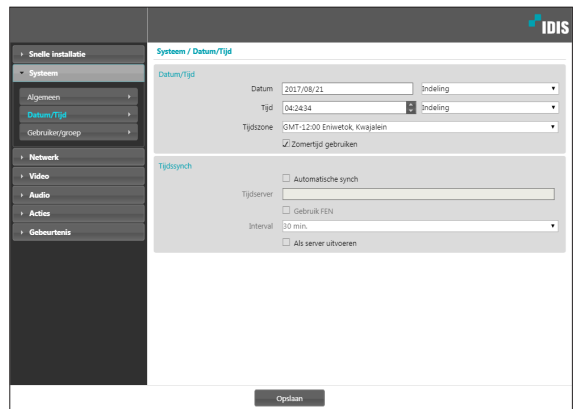 IDIS
Snelle installatie
Systeem
Algemeen
Datum/Tijd
Gebruiker/groep
Netwerk
Video
Audio
Acties
Gebeurtenis
Systeem / Datum/Tijd
Datum/Tijd
Datum 2017/08/21 Indeling
Tijd 04:24:34 Indeling
Tijdszone GMT-12:00 Eniwetok, Kwajalein
Zomertijd gebruiken
Tijdssynch
Automatische synch
Tijdserver
Gebruik FEN
Interval 30 min.
Als server uitvoeren
Opslaan